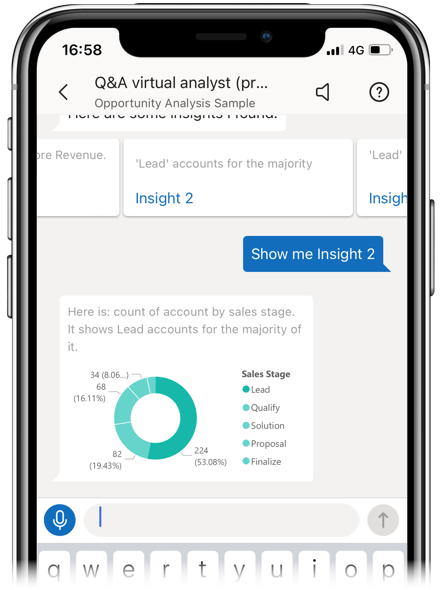 16:58
4G
Q&A virtual analyst (pr...
Opportunity Analysis Sample
Here are some insights I found:
ore Revenue.
'Lead' accounts for the majority
Insight 2
'Lead'
Insigh
Show me Insight 2
Here is: count of account by sales stage.
It shows Lead accounts for the majority of
it.
34 (8.06...)
68
(16.11%)
82
(19.43%)
224
(53.08%)
Sales Stage
Lead
Qualify
Solution
Proposal
Finalize
q w e r t y u i o p